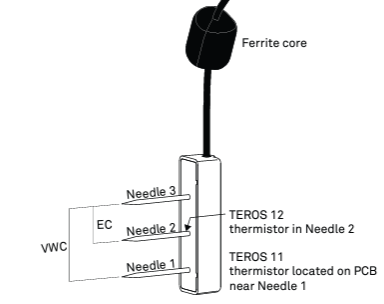 Ferrite core
Needle 3
TEROS 12
thermistor in Needle 2
EC
Needle 2
VWC
TEROS 11
thermistor located on PCB
near Needle 1
Needle 1